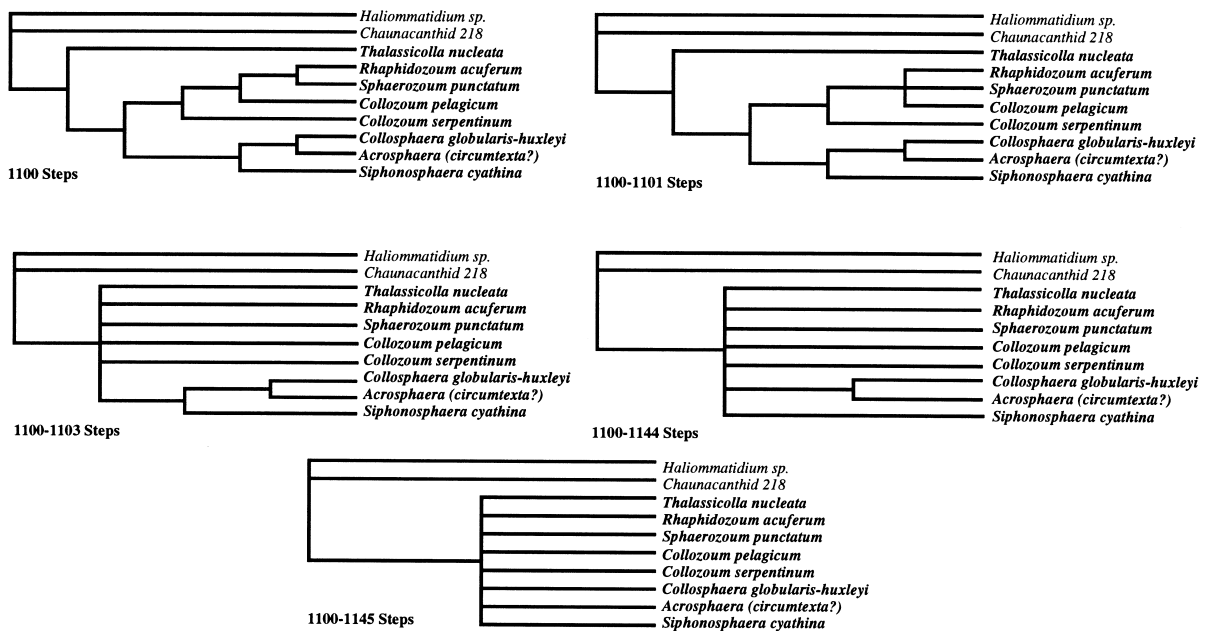 Haliommatidium sp.
Chaunacanthid 218
Thalassicolla nucleata
Rhaphidozoum acuferum
Sphaerozoum punctatum
Collozoum pelagicum
Collozoum serpentinum
Collosphaera globularis-huxleyi
Acrosphaera (circumtexta?)
Siphonosphaera cyathina
1100 Steps
Haliommatidium sp.
Chaunacanthid 218
Thalassicolla nucleata
Rhaphidozoum acuferum
Sphaerozoum punctatum
Collozoum pelagicum
Collozoum serpentinum
Collosphaera globularis-huxleyi
Acrosphaera (circumtexta?)
Siphonosphaera cyathina
1100-1101 Steps
Haliommatidium sp.
Chaunacanthid 218
Thalassicolla nucleata
Rhaphidozoum acuferum
Sphaerozoum punctatum
Collozoum pelagicum
Collozoum serpentinum
Collosphaera globularis-huxleyi
Acrosphaera (circumtexta?)
Siphonosphaera cyathina
1100-1103 Steps
Haliommatidium sp.
Chaunacanthid 218
Thalassicolla nucleata
Rhaphidozoum acuferum
Sphaerozoum punctatum
Collozoum pelagicum
Collozoum serpentinum
Collosphaera globularis-huxleyi
Acrosphaera (circumtexta?)
Siphonosphaera cyathina
1100-1144 Steps
Haliommatidium sp.
Chaunacanthid 218
Thalassicolla nucleata
Rhaphidozoum acuferum
Sphaerozoum punctatum
Collozoum pelagicum
Collozoum serpentinum
Collosphaera globularis-huxleyi
Acrosphaera (circumtexta?)
Siphonosphaera cyathina
1100-1145 Steps